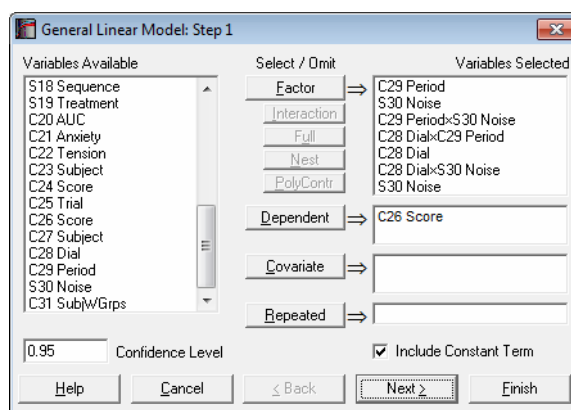 General Linear Model: Step 1
Variables Available
Select / Omit
Variables Selected
S18 Sequence
S19 Treatment
C20 AUC
C21 Anxiety
C22 Tension
C23 Subject
C24 Score
C25 Trial
C26 Score
C27 Subject
C28 Dial
C29 Period
S30 Noise
C31 SubjWGrps
Factor
Interaction
Full
Nest
PolyContr
Dependent
Covariate
Repeated
C29 Period
S30 Noise
C29 Period×S30 Noise
C28 Dial×C29 Period
C28 Dial
C28 Dial×S30 Noise
S30 Noise
C26 Score
0.95 Confidence Level
Include Constant Term
Help Cancel < Back Next > Finish